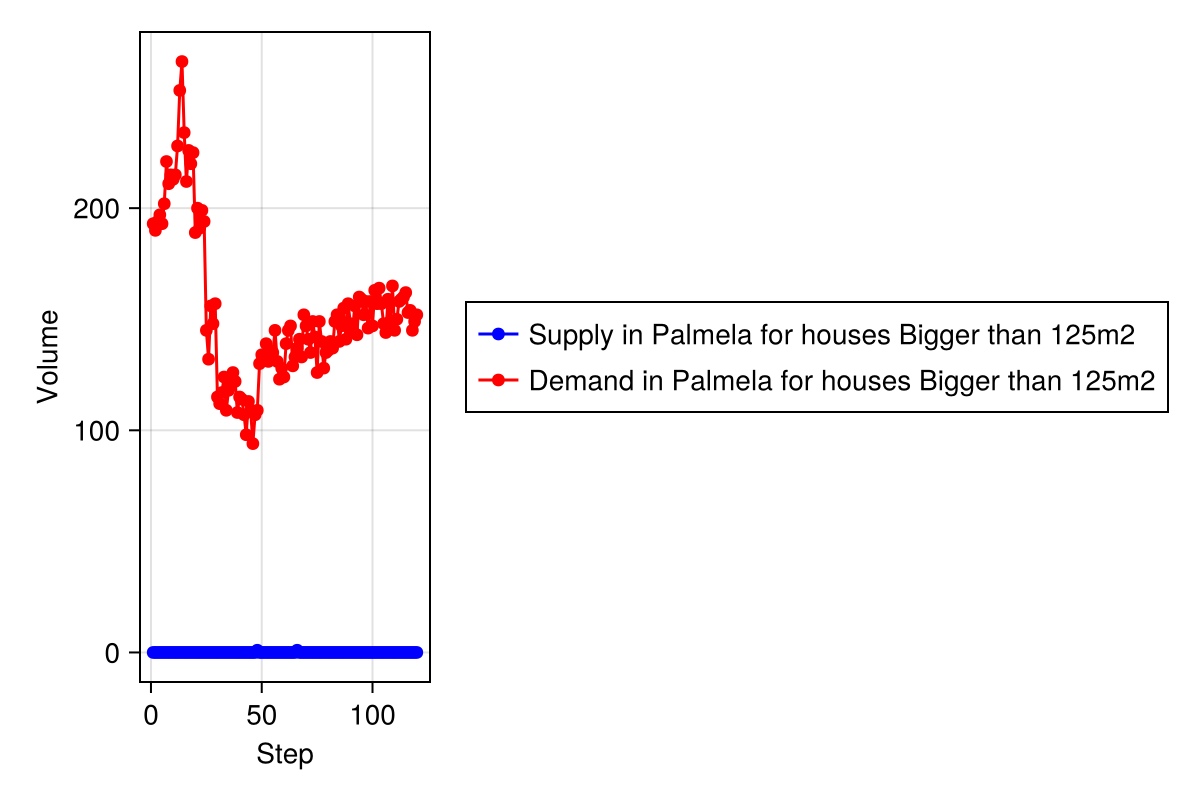 Volume
200
100
0
0 50 100
Step
Supply in Palmela for houses Bigger than 125m2
Demand in Palmela for houses Bigger than 125m2